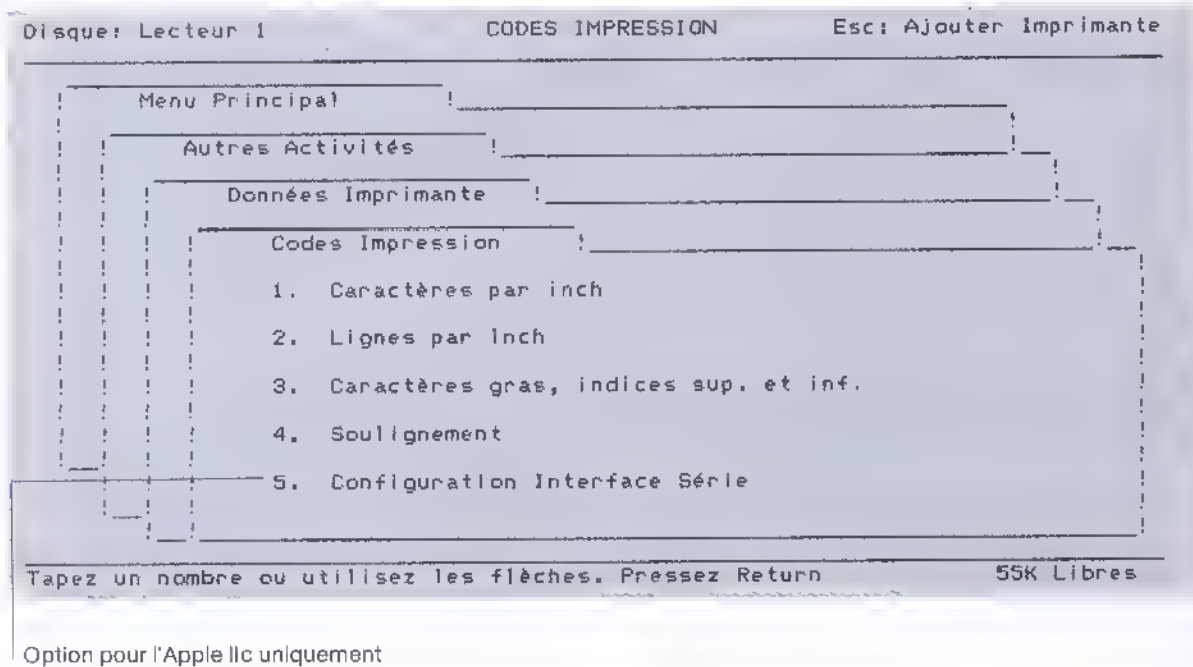 Disque: Lecteur 1 CODES IMPRESSION Esc: Ajouter Imprimante
Menu Principal
Autres Activités
Données Imprimante
Codes Impression
1. Caractères par inch
2. Lignes par Inch
3. Caractères gras, indices sup. et inf.
4. Soulignement
5. Configuration Interface Série
Tapez un nombre ou utilisez les flèches. Pressez Return 55K Libres
Option pour l'Apple IIc uniquement